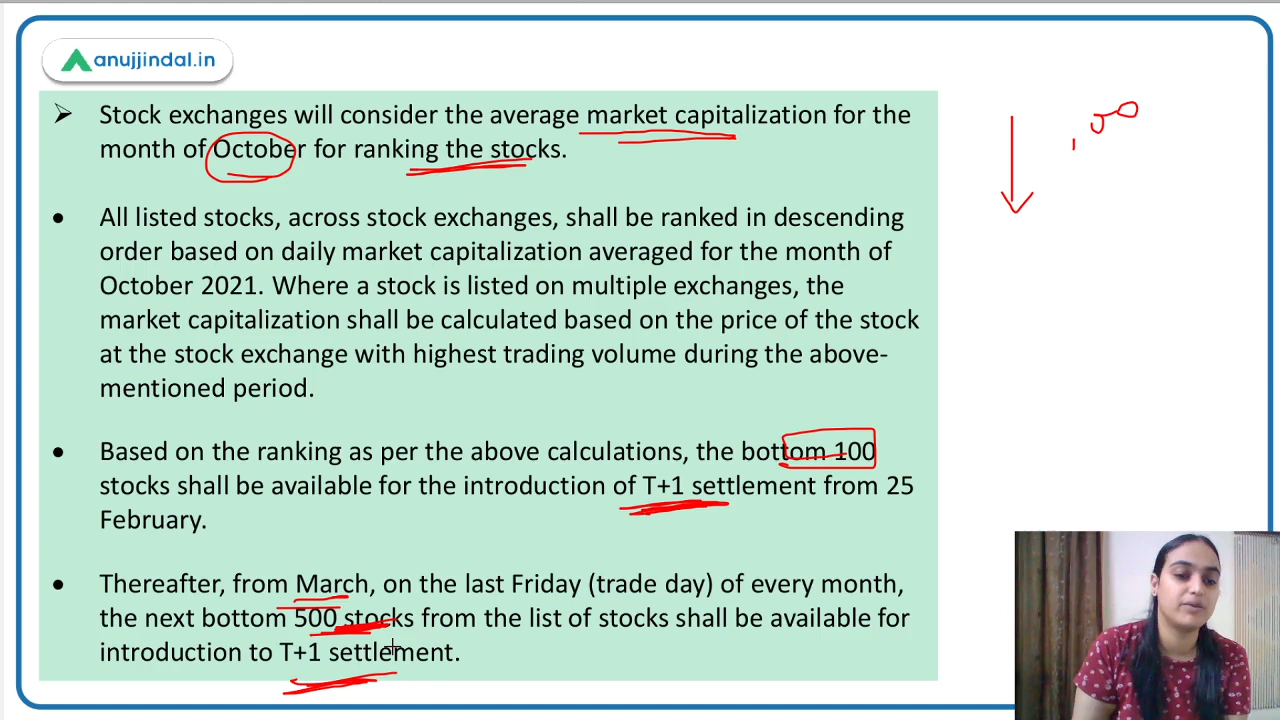 anujjindal.in
Stock exchanges will consider the average market capitalization for the
month of October for ranking the stocks.
All listed stocks, across stock exchanges, shall be ranked in descending
order based on daily market capitalization averaged for the month of
October 2021. Where a stock is listed on multiple exchanges, the
market capitalization shall be calculated based on the price of the stock
at the stock exchange with highest trading volume during the above-
mentioned period.
Based on the ranking as per the above calculations, the bottom 100
stocks shall be available for the introduction of T+1 settlement from 25
February.
Thereafter, from March, on the last Friday (trade day) of every month,
the next bottom 500 stocks from the list of stocks shall be available for
introduction to T+1 settlement.